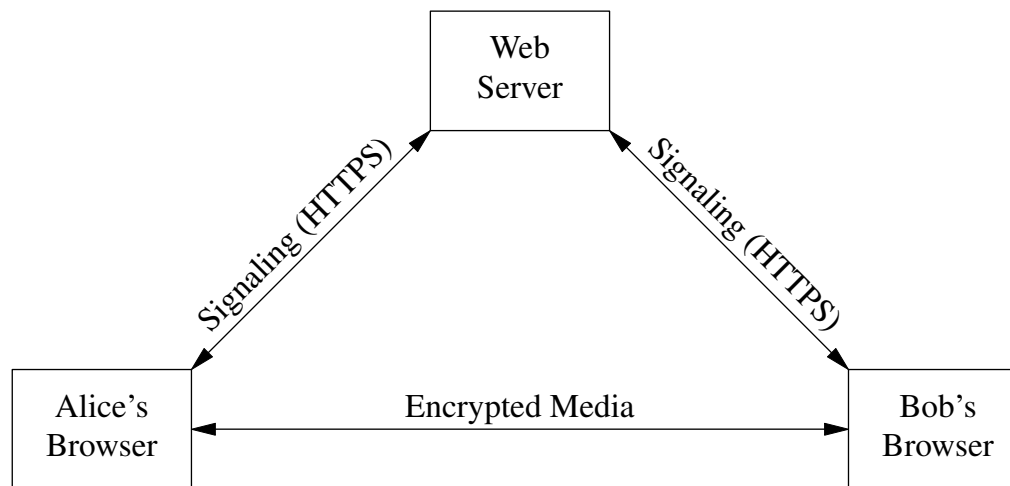 Web
Server
Signaling (HTTPS)
Signaling (HTTPS)
Alice's
Browser
Encrypted Media
Bob's
Browser